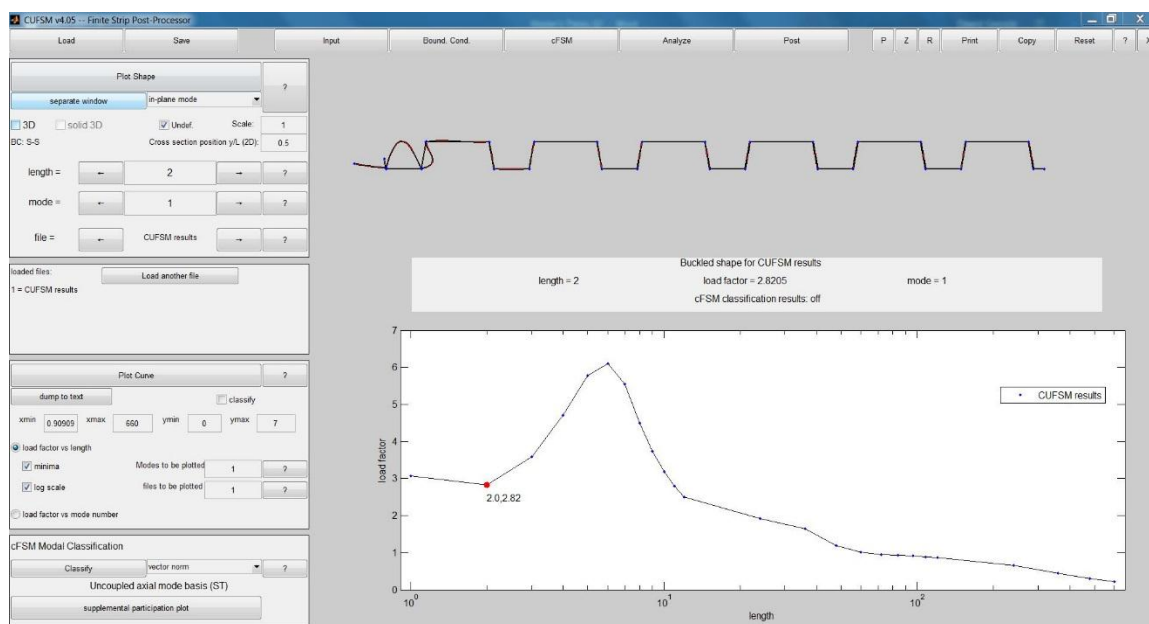 CUFSM v4.05 -- Finite Strip Post-Processor
Load Save Input Bound. Cond. cFSM Analyze Post P Z R Print Copy Reset ? X
Plot Shape ?
separate window in-plane mode
3D solid 3D Undef. Scale: 1
BC: S-S Cross section position y/L (2D): 0.5
length = ← 2 → ?
mode = ← 1 → ?
file = ← CUFSM results → ?
loaded files: Load another file
1 = CUFSM results
Buckled shape for CUFSM results
length = 2 load factor = 2.8205 mode = 1
cFSM classification results: off
Plot Curve ?
dump to text classify
xmin 0.90909 xmax 660 ymin 0 ymax 7
load factor vs length
minima Modes to be plotted 1 ?
log scale files to be plotted 1 ?
load factor vs mode number
cFSM Modal Classification
Classify vector norm ?
Uncoupled axial mode basis (ST)
supplemental participation plot
7
6
5
4
3
2
1
0
load factor
CUFSM results
2.0,2.82
10⁰ 10¹ 10²
length